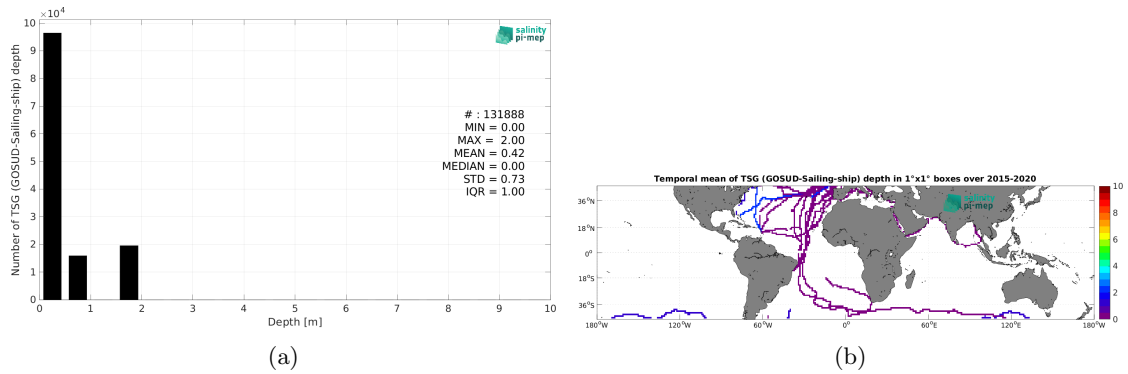 ×10⁴
10
9
8
7
6
5
4
3
2
1
0
Number of TSG (GOSUD-Sailing-ship) depth
salinity
pi-mep
# : 131888
MIN = 0.00
MAX = 2.00
MEAN = 0.42
MEDIAN = 0.00
STD = 0.73
IQR = 1.00
0 1 2 3 4 5 6 7 8 9 10
Depth [m]
(a)
Temporal mean of TSG (GOSUD-Sailing-ship) depth in 1°x1° boxes over 2015-2020
salinity
pi-mep
36°N
18°N
0°
18°S
36°S
180°W 120°W 60°W 0° 60°E 120°E 180°W
10
8
6
4
2
0
(b)